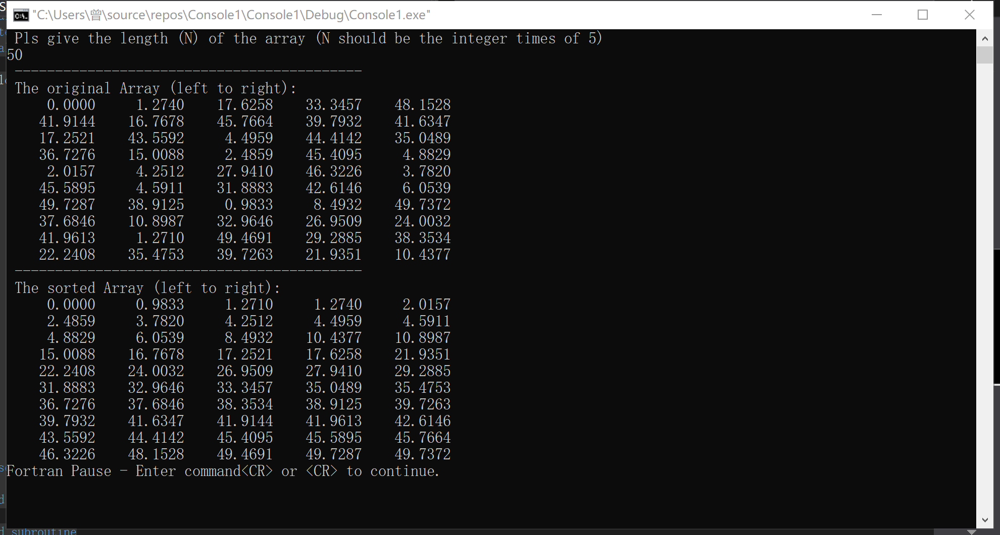 "C:\Users\曾\source\repos\Console1\Console1\Debug\Console1.exe"
Pls give the length (N) of the array (N should be the integer times of 5)
50
-------------------------------------------
The original Array (left to right):
0.0000 1.2740 17.6258 33.3457 48.1528
41.9144 16.7678 45.7664 39.7932 41.6347
17.2521 43.5592 4.4959 44.4142 35.0489
36.7276 15.0088 2.4859 45.4095 4.8829
2.0157 4.2512 27.9410 46.3226 3.7820
45.5895 4.5911 31.8883 42.6146 6.0539
49.7287 38.9125 0.9833 8.4932 49.7372
37.6846 10.8987 32.9646 26.9509 24.0032
41.9613 1.2710 49.4691 29.2885 38.3534
22.2408 35.4753 39.7263 21.9351 10.4377
-------------------------------------------
The sorted Array (left to right):
0.0000 0.9833 1.2710 1.2740 2.0157
2.4859 3.7820 4.2512 4.4959 4.5911
4.8829 6.0539 8.4932 10.4377 10.8987
15.0088 16.7678 17.2521 17.6258 21.9351
22.2408 24.0032 26.9509 27.9410 29.2885
31.8883 32.9646 33.3457 35.0489 35.4753
36.7276 37.6846 38.3534 38.9125 39.7263
39.7932 41.6347 41.9144 41.9613 42.6146
43.5592 44.4142 45.4095 45.5895 45.7664
46.3226 48.1528 49.4691 49.7287 49.7372
Fortran Pause - Enter command<CR> or <CR> to continue.
d subroutine